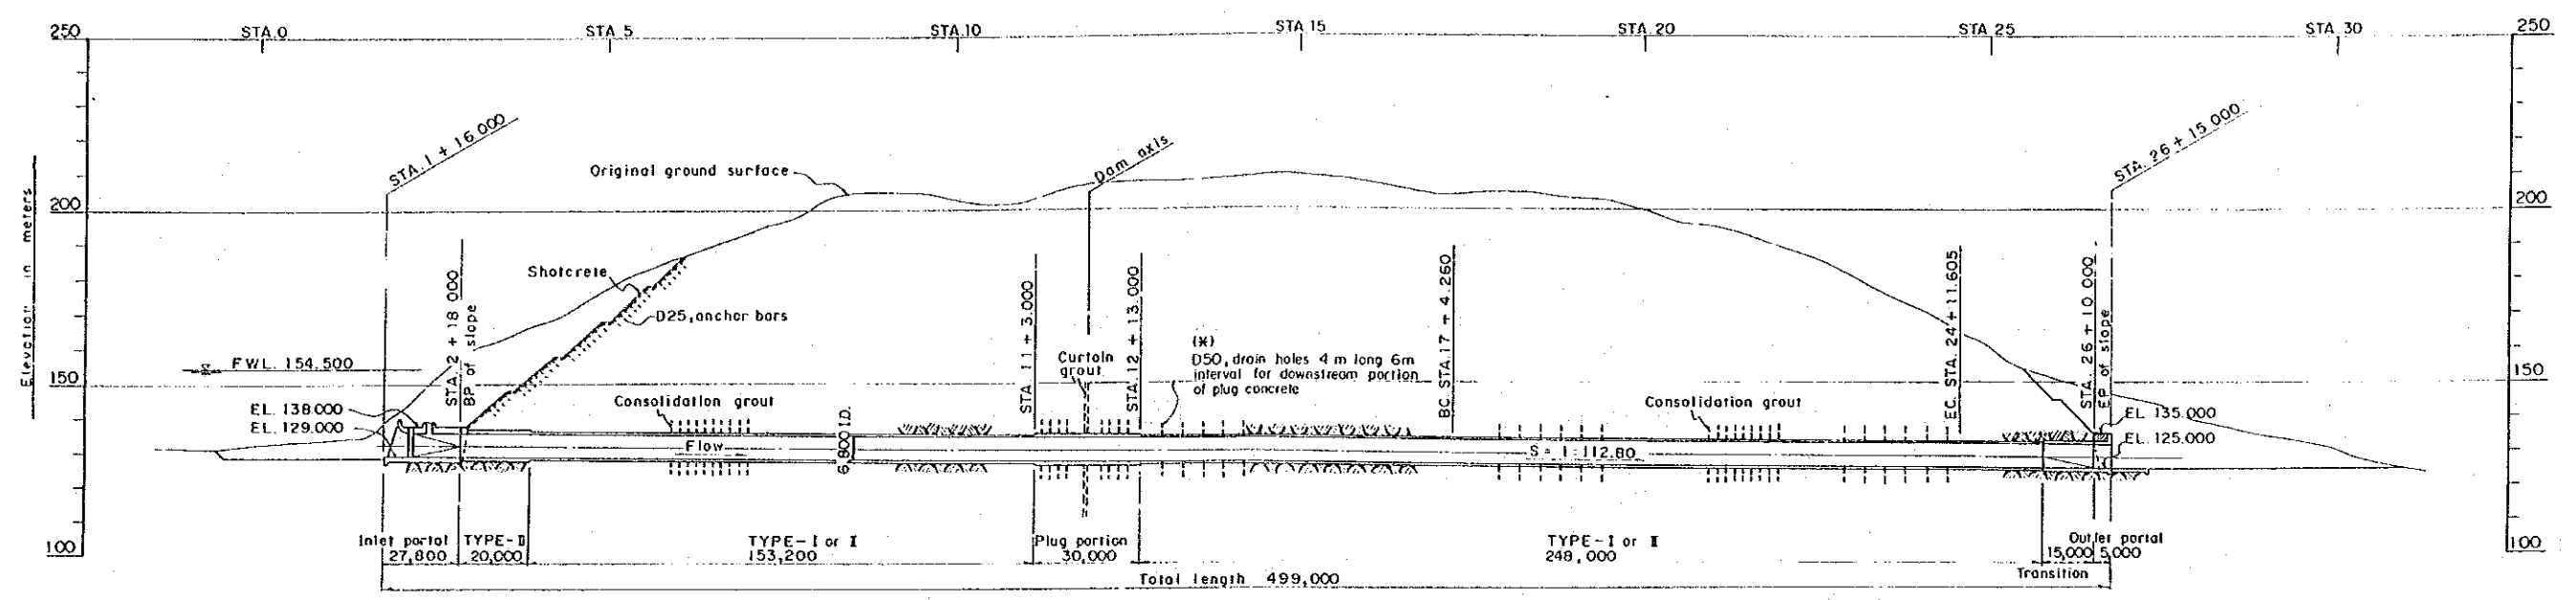 STA.0
STA 5
STA.10
STA 15
STA.20
STA 25
STA 30
250
250
200
200
150
150
100
100
Elevation in meters
STA. 1 + 16 000
Original ground surface
Dam axis
STA. 26 + 15 000
Shotcrete
D25, anchor bars
STA. 2 + 18 000
BP of slope
FWL. 154,500
EL. 138 000
EL. 129.000
Consolidation grout
Flow
6,800 I.D.
STA. 11 + 3.000
Curtain
grout
STA. 12 + 13.000
(X)
D50, drain holes 4 m long 6m
interval for downstream portion
of plug concrete
BC. STA. 17 + 4.260
Consolidation grout
S = 1:112.80
EC. STA. 24 + 11.605
STA. 26 + 10 000
EP of slope
EL 135.000
EL. 125.000
Inlet portal
27,800
TYPE-II
20,000
TYPE-I or II
153,200
Plug portion
30,000
TYPE-I or II
248,000
Outlet portal
15,000 5,000
Transition
Total length 499,000